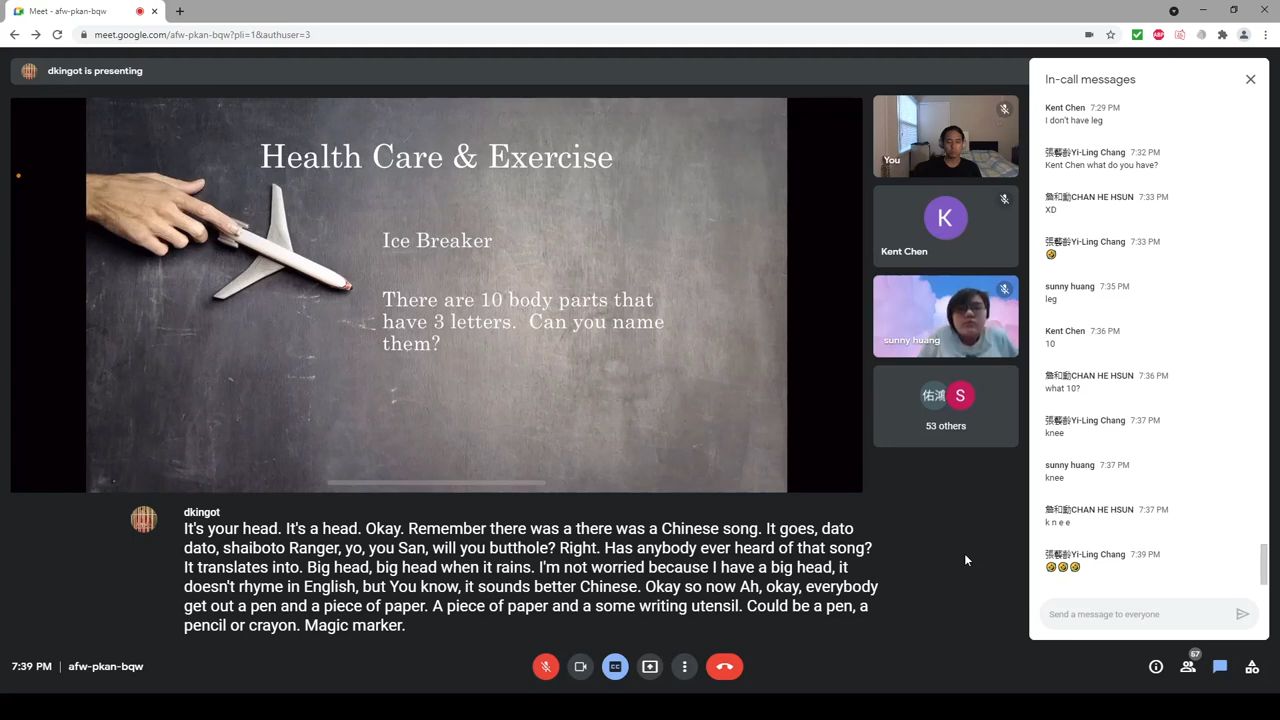 Meet - afw-pkan-bqw
meet.google.com/afw-pkan-bqw?pli=1&authuser=3
dkingot is presenting
Health Care & Exercise
Ice Breaker
There are 10 body parts that
have 3 letters. Can you name
them?
You
K
Kent Chen
sunny huang
佑鴻 S
53 others
In-call messages
Kent Chen 7:29 PM
I don't have leg
張藝齡Yi-Ling Chang 7:32 PM
Kent Chen what do you have?
詹和勳CHAN HE HSUN 7:33 PM
XD
張藝齡Yi-Ling Chang 7:33 PM
🤣
sunny huang 7:35 PM
leg
Kent Chen 7:36 PM
10
詹和勳CHAN HE HSUN 7:36 PM
what 10?
張藝齡Yi-Ling Chang 7:37 PM
knee
sunny huang 7:37 PM
knee
詹和勳CHAN HE HSUN 7:37 PM
k n e e
張藝齡Yi-Ling Chang 7:39 PM
🤣🤣🤣
Send a message to everyone
dkingot
It's your head. It's a head. Okay. Remember there was a there was a Chinese song. It goes, dato
dato, shaiboto Ranger, yo, you San, will you butthole? Right. Has anybody ever heard of that song?
It translates into. Big head, big head when it rains. I'm not worried because I have a big head, it
doesn't rhyme in English, but You know, it sounds better Chinese. Okay so now Ah, okay, everybody
get out a pen and a piece of paper. A piece of paper and a some writing utensil. Could be a pen, a
pencil or crayon. Magic marker.
7:39 PM | afw-pkan-bqw
57